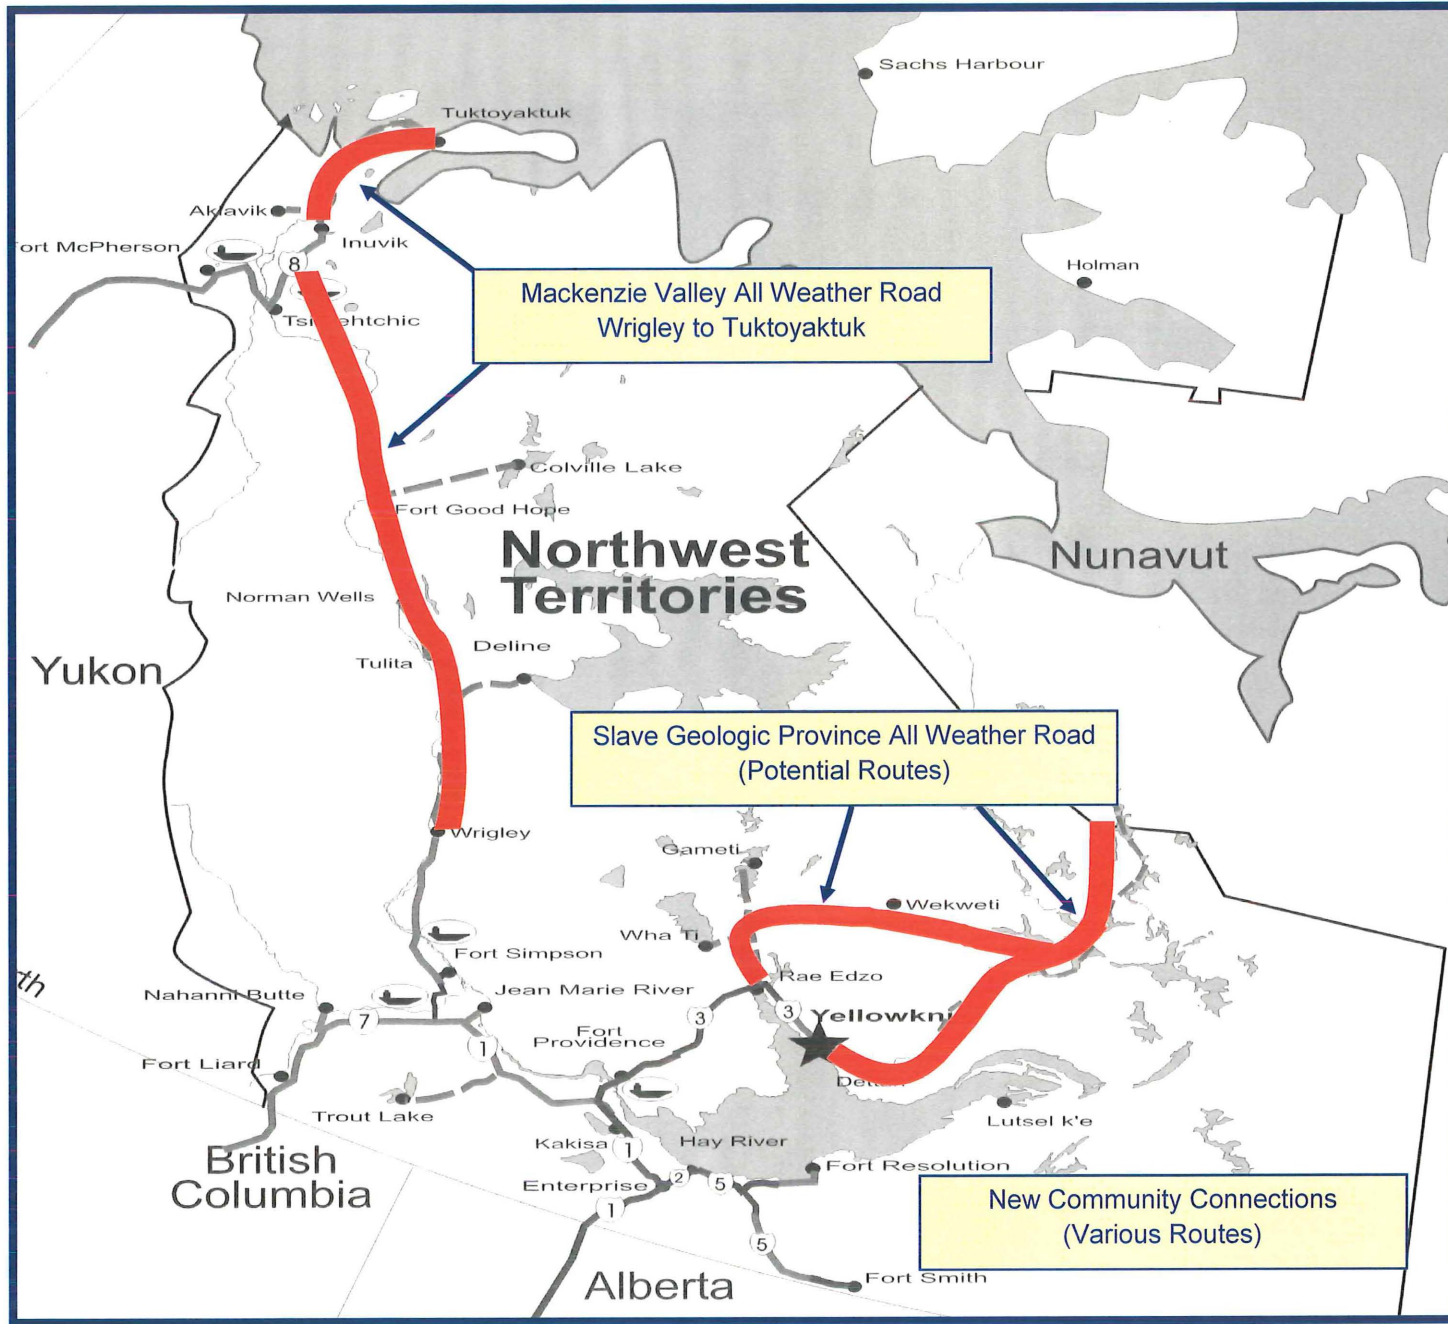 Sachs Harbour
Tuktoyaktuk
Aklavik
Inuvik
Fort McPherson
8
Holman
Mackenzie Valley All Weather Road
Wrigley to Tuktoyaktuk
Colville Lake
Fort Good Hope
Northwest
Territories
Nunavut
Norman Wells
Deline
Tulita
Yukon
Slave Geologic Province All Weather Road
(Potential Routes)
Wrigley
Gameti
Wekweti
Wha Ti
Fort Simpson
Rae Edzo
Nahanni Butte
Jean Marie River
3
3
7
Yellowkni
Fort
Providence
1
Fort Liard
Trout Lake
Lutsel k'e
Kakisa
1
Hay River
British
Columbia
Enterprise
2
5
Fort Resolution
1
New Community Connections
(Various Routes)
5
Alberta
Fort Smith